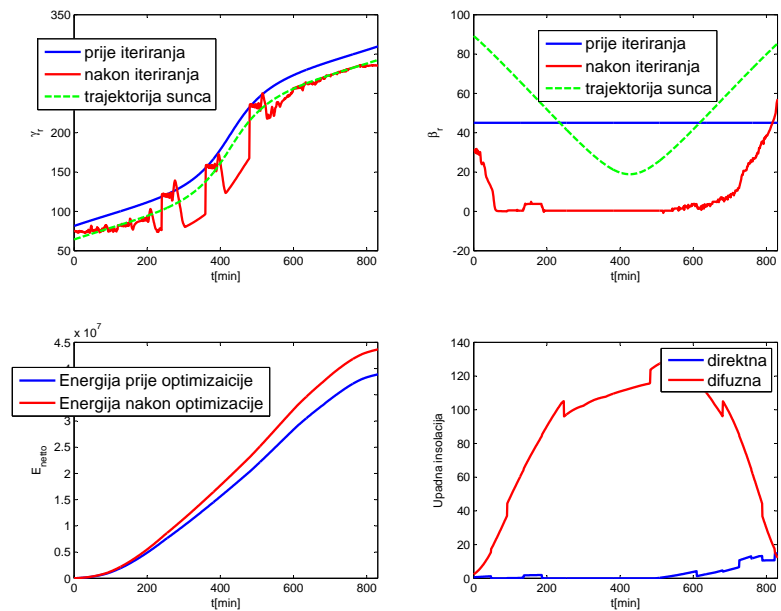 350
250
200
150
100
50
γr
prije iteriranja
nakon iteriranja
trajektorija sunca
0 200 400 600 800
t[min]
100
80
60
40
20
0
-20
βr
prije iteriranja
nakon iteriranja
trajektorija sunca
0 200 400 600 800
t[min]
x 10^7
4.5
4
3.5
2.5
2
1.5
1
0.5
0
Enetto
Energija prije optimizaicije
Energija nakon optimizacije
0 200 400 600 800
t[min]
140
120
100
80
60
40
20
0
Upadna insolacija
direktna
difuzna
0 200 400 600 800
t[min]